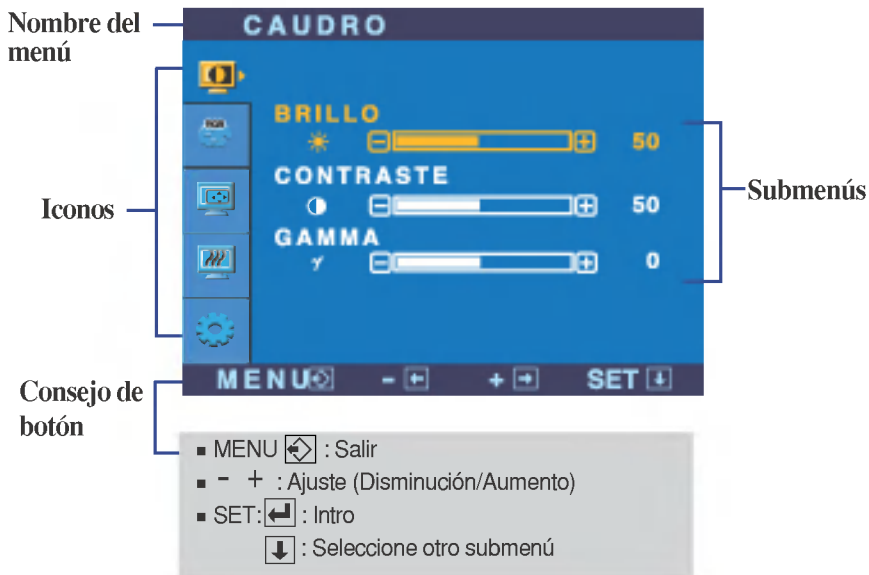 Nombre del
menú
CAUDRO
RGB
BRILLO
50
CONTRASTE
50
GAMMA
γ
0
Iconos
Submenús
MENU - + SET
Consejo de
botón
▪ MENU : Salir
▪ - + : Ajuste (Disminución/Aumento)
▪ SET: : Intro
: Seleccione otro submenú